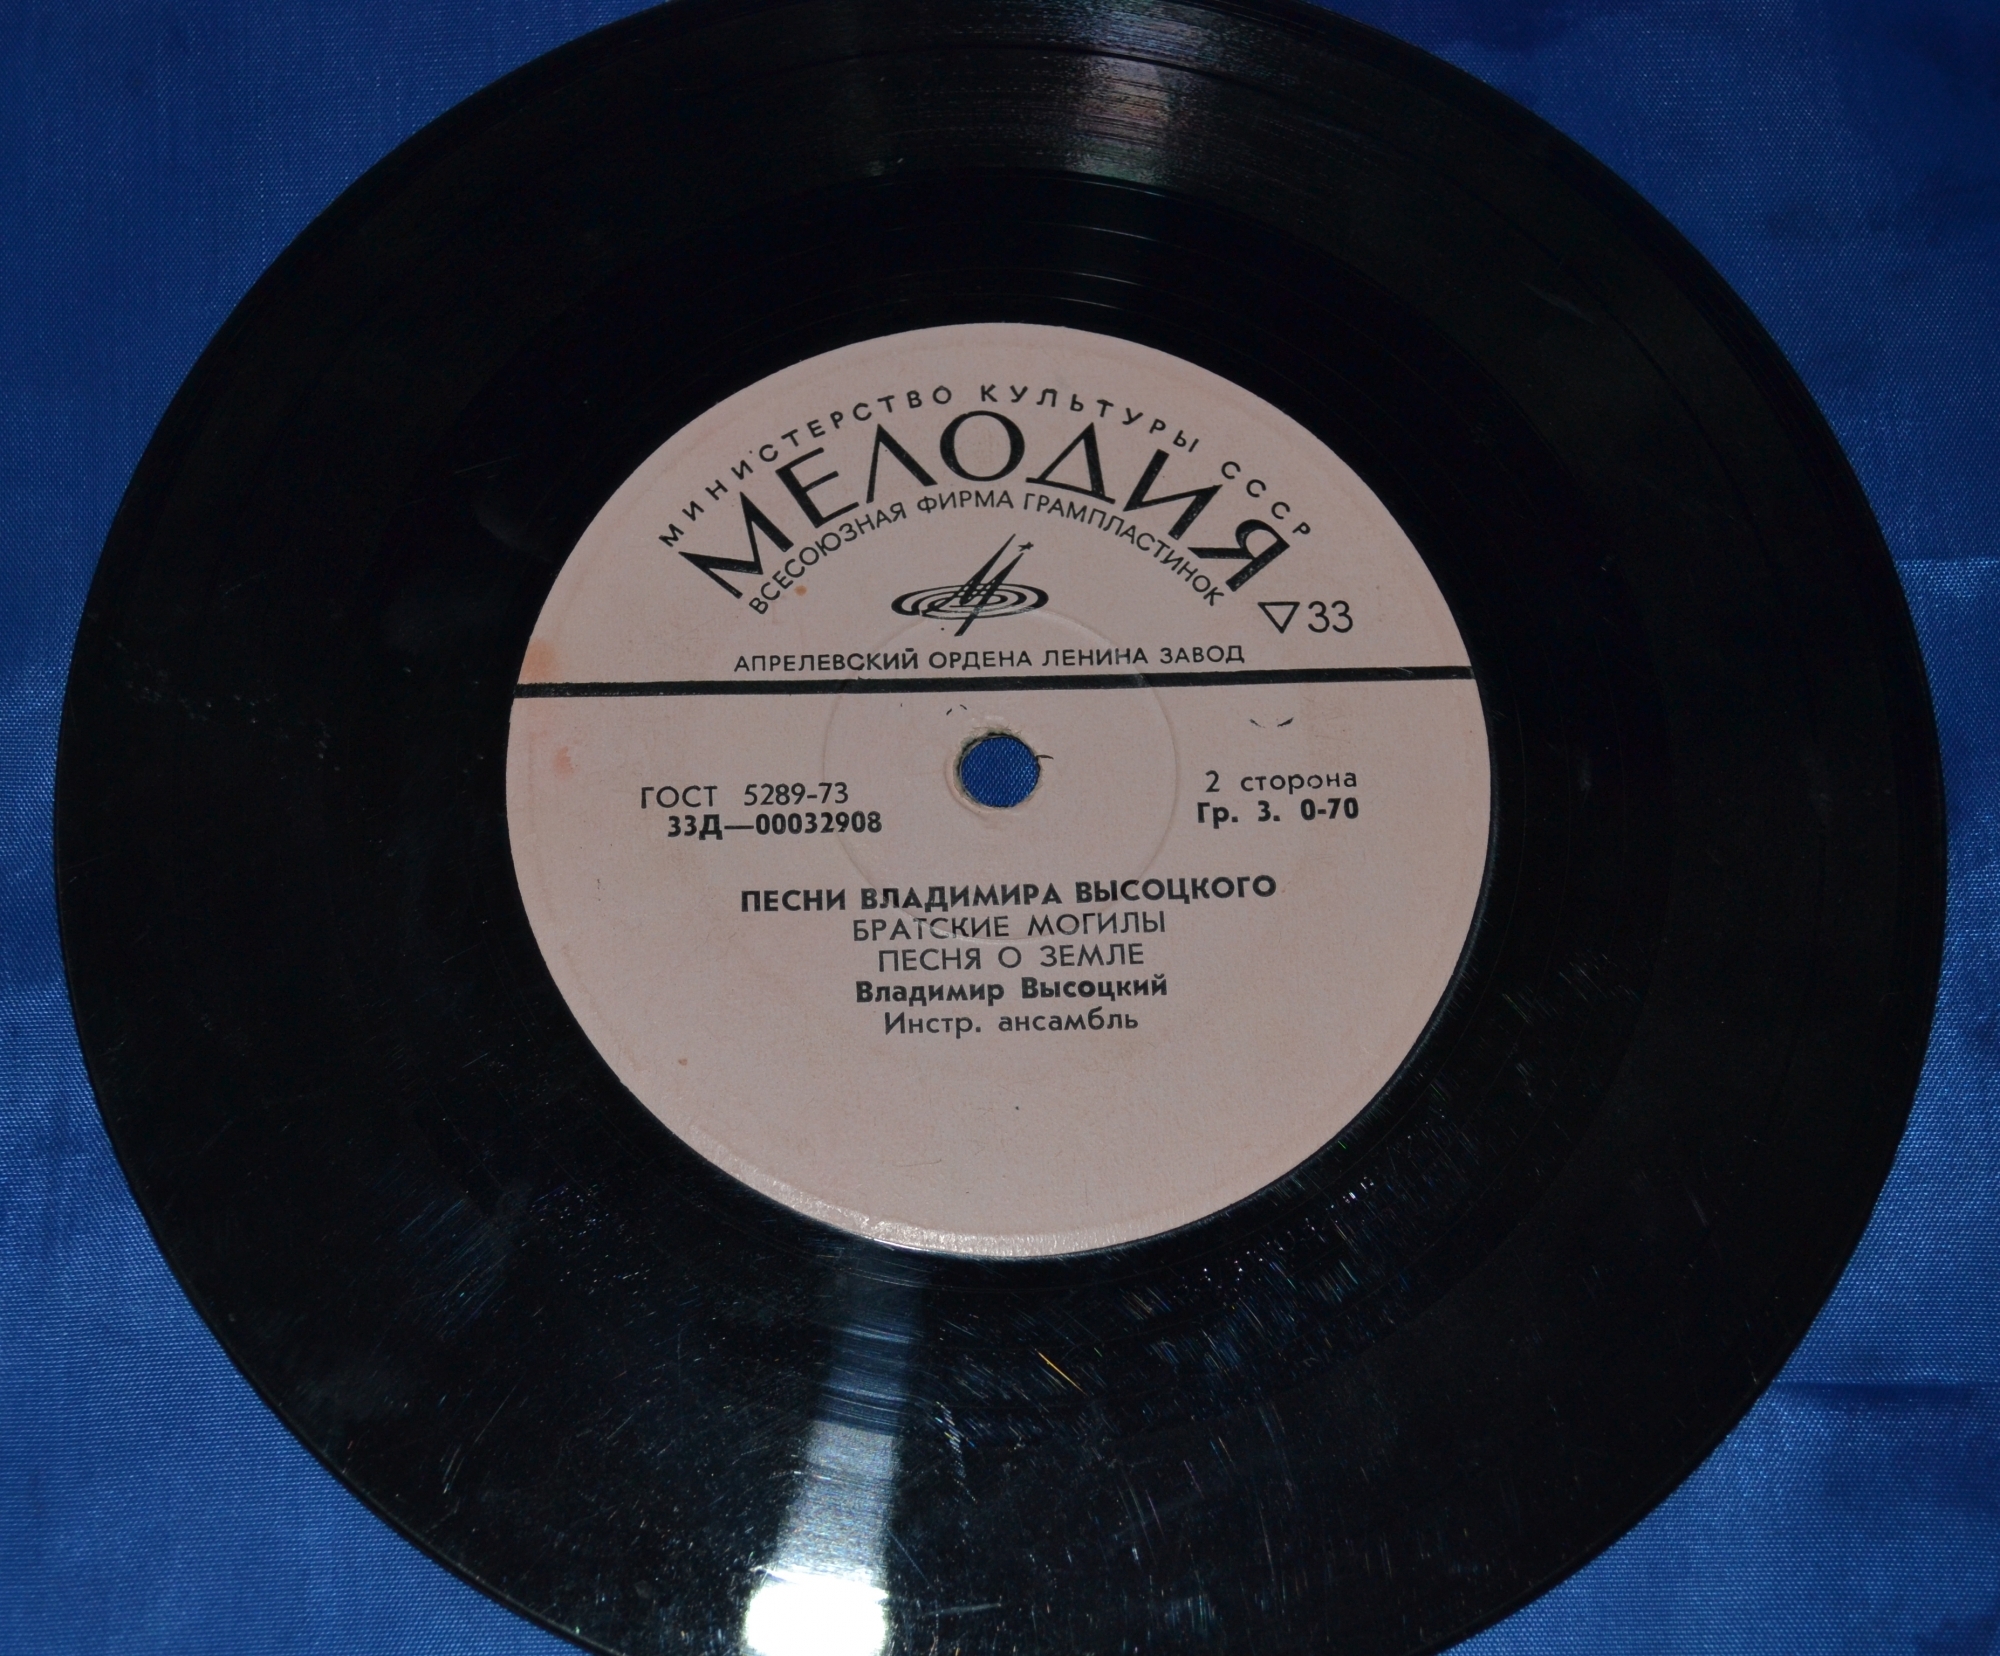 МИНИСТЕРСТВО КУЛЬТУРЫ СССР
МЕЛОДИЯ
ВСЕСОЮЗНАЯ ФИРМА ГРАМПЛАСТИНОК
▽33
АПРЕЛЕВСКИЙ ОРДЕНА ЛЕНИНА ЗАВОД
ГОСТ 5289-73
33Д—00032908
2 сторона
Гр. 3. 0-70
ПЕСНИ ВЛАДИМИРА ВЫСОЦКОГО
БРАТСКИЕ МОГИЛЫ
ПЕСНЯ О ЗЕМЛЕ
Владимир Высоцкий
Инстр. ансамбль